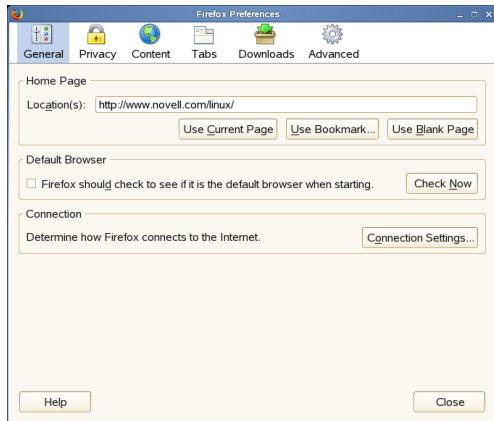 Firefox Preferences
General Privacy Content Tabs Downloads Advanced
Home Page
Location(s): http://www.novell.com/linux/
Use Current Page Use Bookmark... Use Blank Page
Default Browser
Firefox should check to see if it is the default browser when starting. Check Now
Connection
Determine how Firefox connects to the Internet. Connection Settings...
Help Close